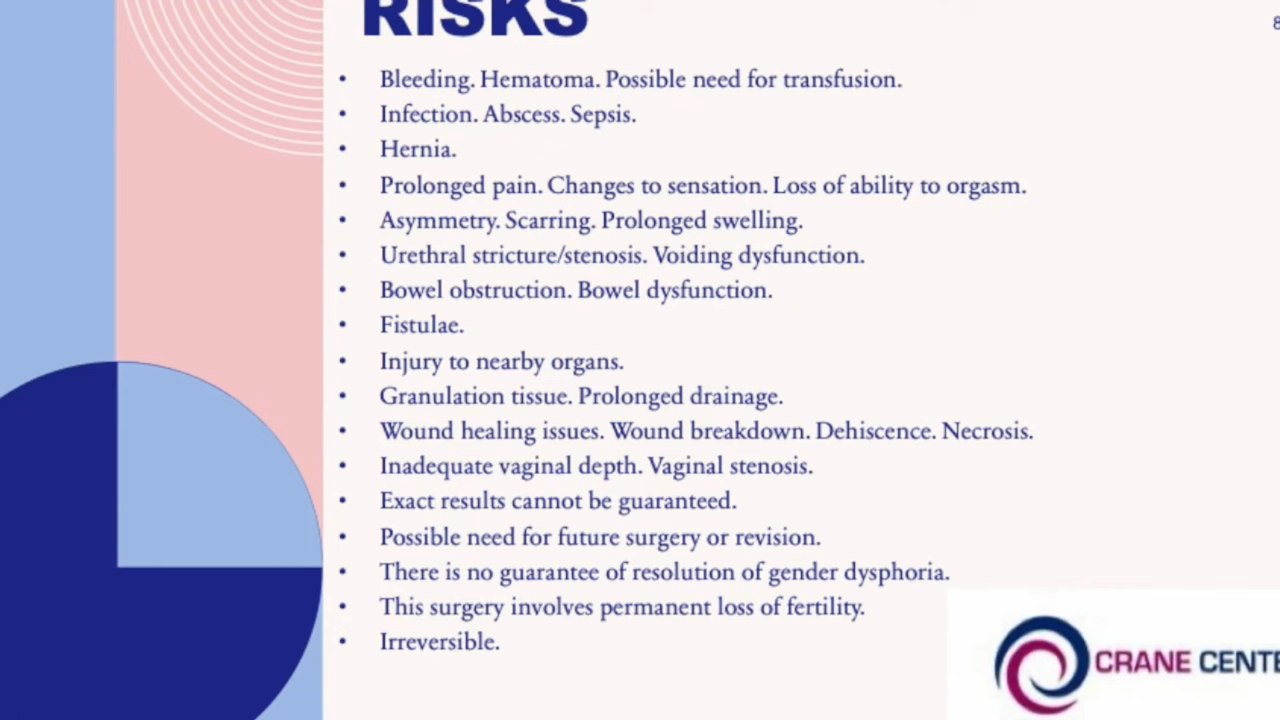 RISKS
8
• Bleeding. Hematoma. Possible need for transfusion.
• Infection. Abscess. Sepsis.
• Hernia.
• Prolonged pain. Changes to sensation. Loss of ability to orgasm.
• Asymmetry. Scarring. Prolonged swelling.
• Urethral stricture/stenosis. Voiding dysfunction.
• Bowel obstruction. Bowel dysfunction.
• Fistulae.
• Injury to nearby organs.
• Granulation tissue. Prolonged drainage.
• Wound healing issues. Wound breakdown. Dehiscence. Necrosis.
• Inadequate vaginal depth. Vaginal stenosis.
• Exact results cannot be guaranteed.
• Possible need for future surgery or revision.
• There is no guarantee of resolution of gender dysphoria.
• This surgery involves permanent loss of fertility.
• Irreversible.
CRANE CENTE